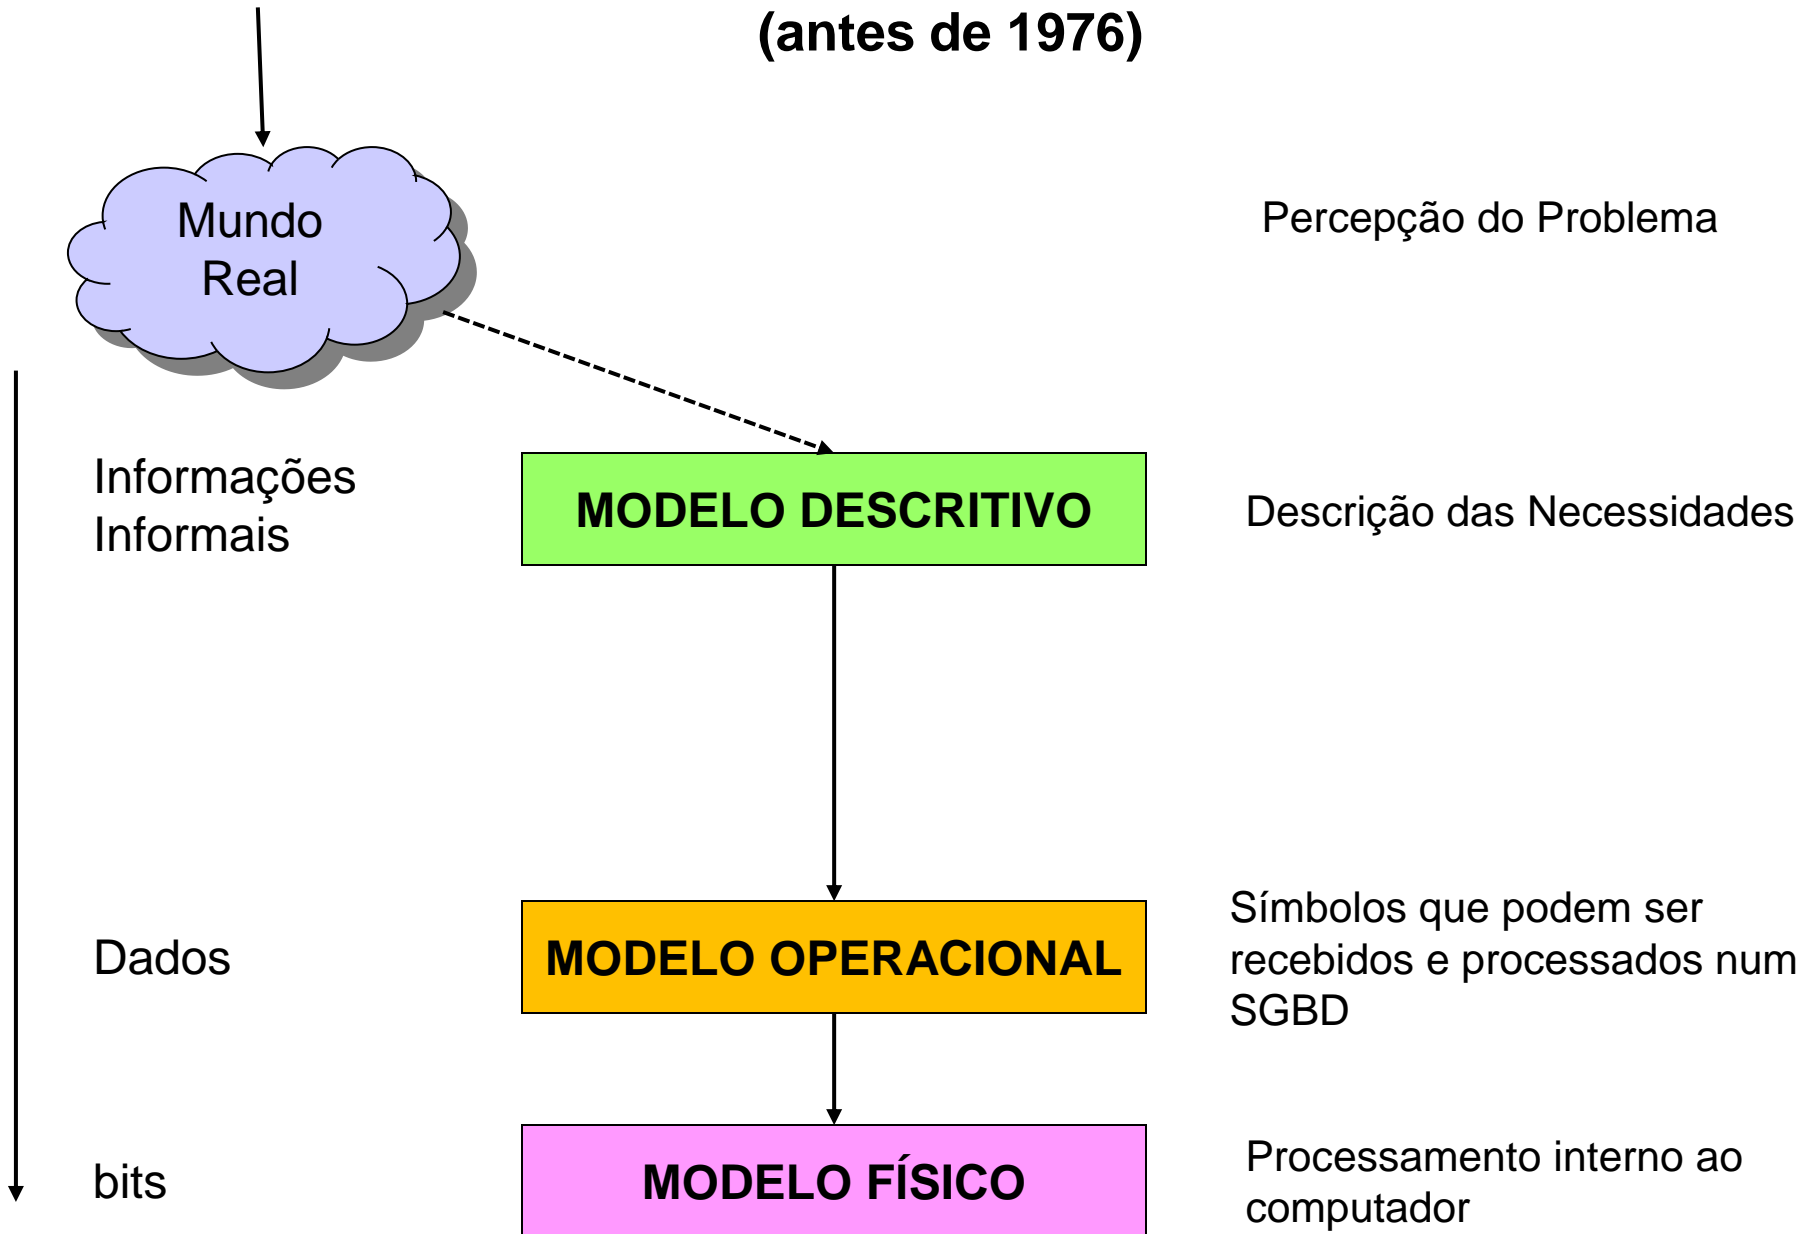 (antes de 1976)
Mundo
Real
Percepção do Problema
Informações
Informais
MODELO DESCRITIVO
Descrição das Necessidades
Dados
MODELO OPERACIONAL
Símbolos que podem ser
recebidos e processados num
SGBD
bits
MODELO FÍSICO
Processamento interno ao
computador